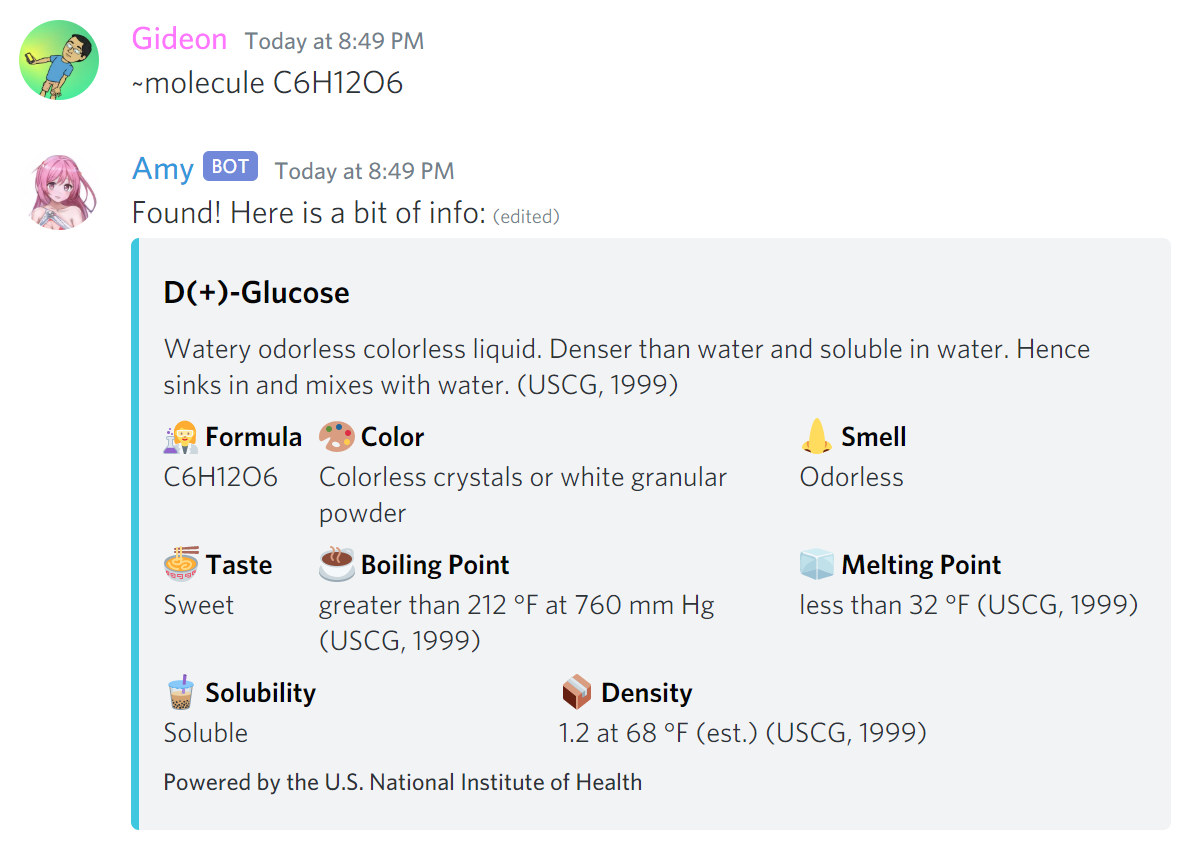 Gideon Today at 8:49 PM
~molecule C6H12O6
Amy BOT Today at 8:49 PM
Found! Here is a bit of info: (edited)
D(+)-Glucose
Watery odorless colorless liquid. Denser than water and soluble in water. Hence
sinks in and mixes with water. (USCG, 1999)
Formula Color Smell
C6H12O6 Colorless crystals or white granular Odorless
powder
Taste Boiling Point Melting Point
Sweet greater than 212 °F at 760 mm Hg less than 32 °F (USCG, 1999)
(USCG, 1999)
Solubility Density
Soluble 1.2 at 68 °F (est.) (USCG, 1999)
Powered by the U.S. National Institute of Health